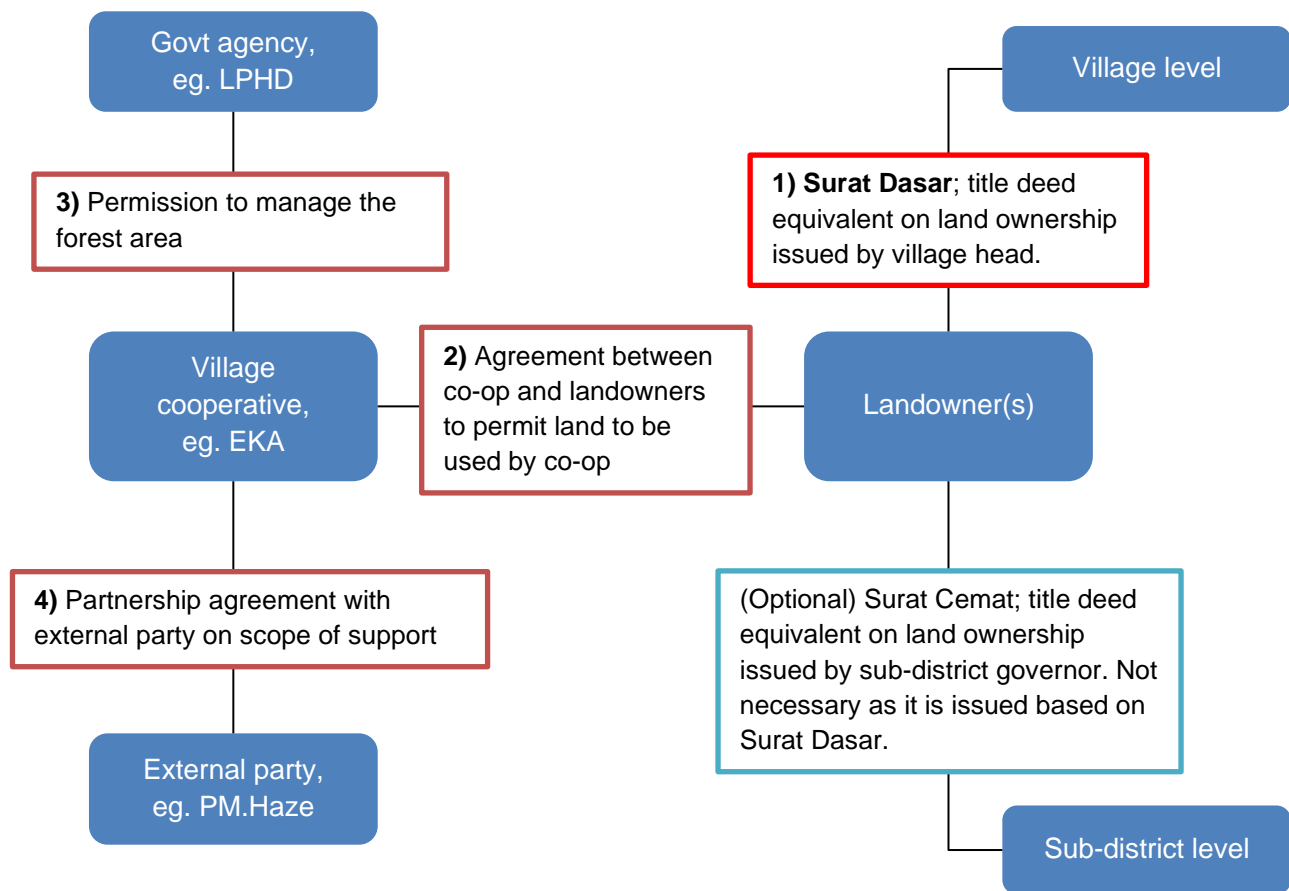 Govt agency,
eg. LPHD
Village level
3) Permission to manage the
forest area
1) Surat Dasar; title deed
equivalent on land ownership
issued by village head.
Village
cooperative,
eg. EKA
2) Agreement between
co-op and landowners
to permit land to be
used by co-op
Landowner(s)
4) Partnership agreement with
external party on scope of support
(Optional) Surat Cemat; title deed
equivalent on land ownership
issued by sub-district governor. Not
necessary as it is issued based on
Surat Dasar.
External party,
eg. PM.Haze
Sub-district level